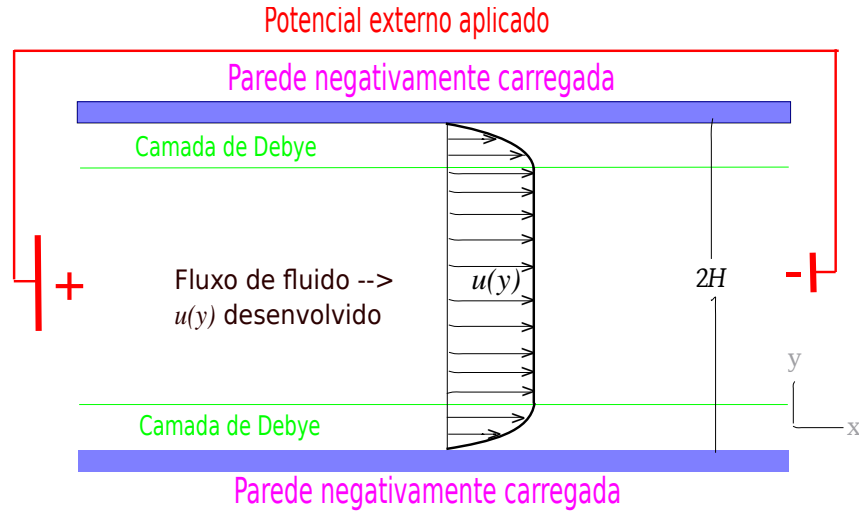 Potencial externo aplicado
Parede negativamente carregada
Camada de Debye
+
Fluxo de fluido -->
u(y) desenvolvido
u(y)
2H
-
y
x
Camada de Debye
Parede negativamente carregada